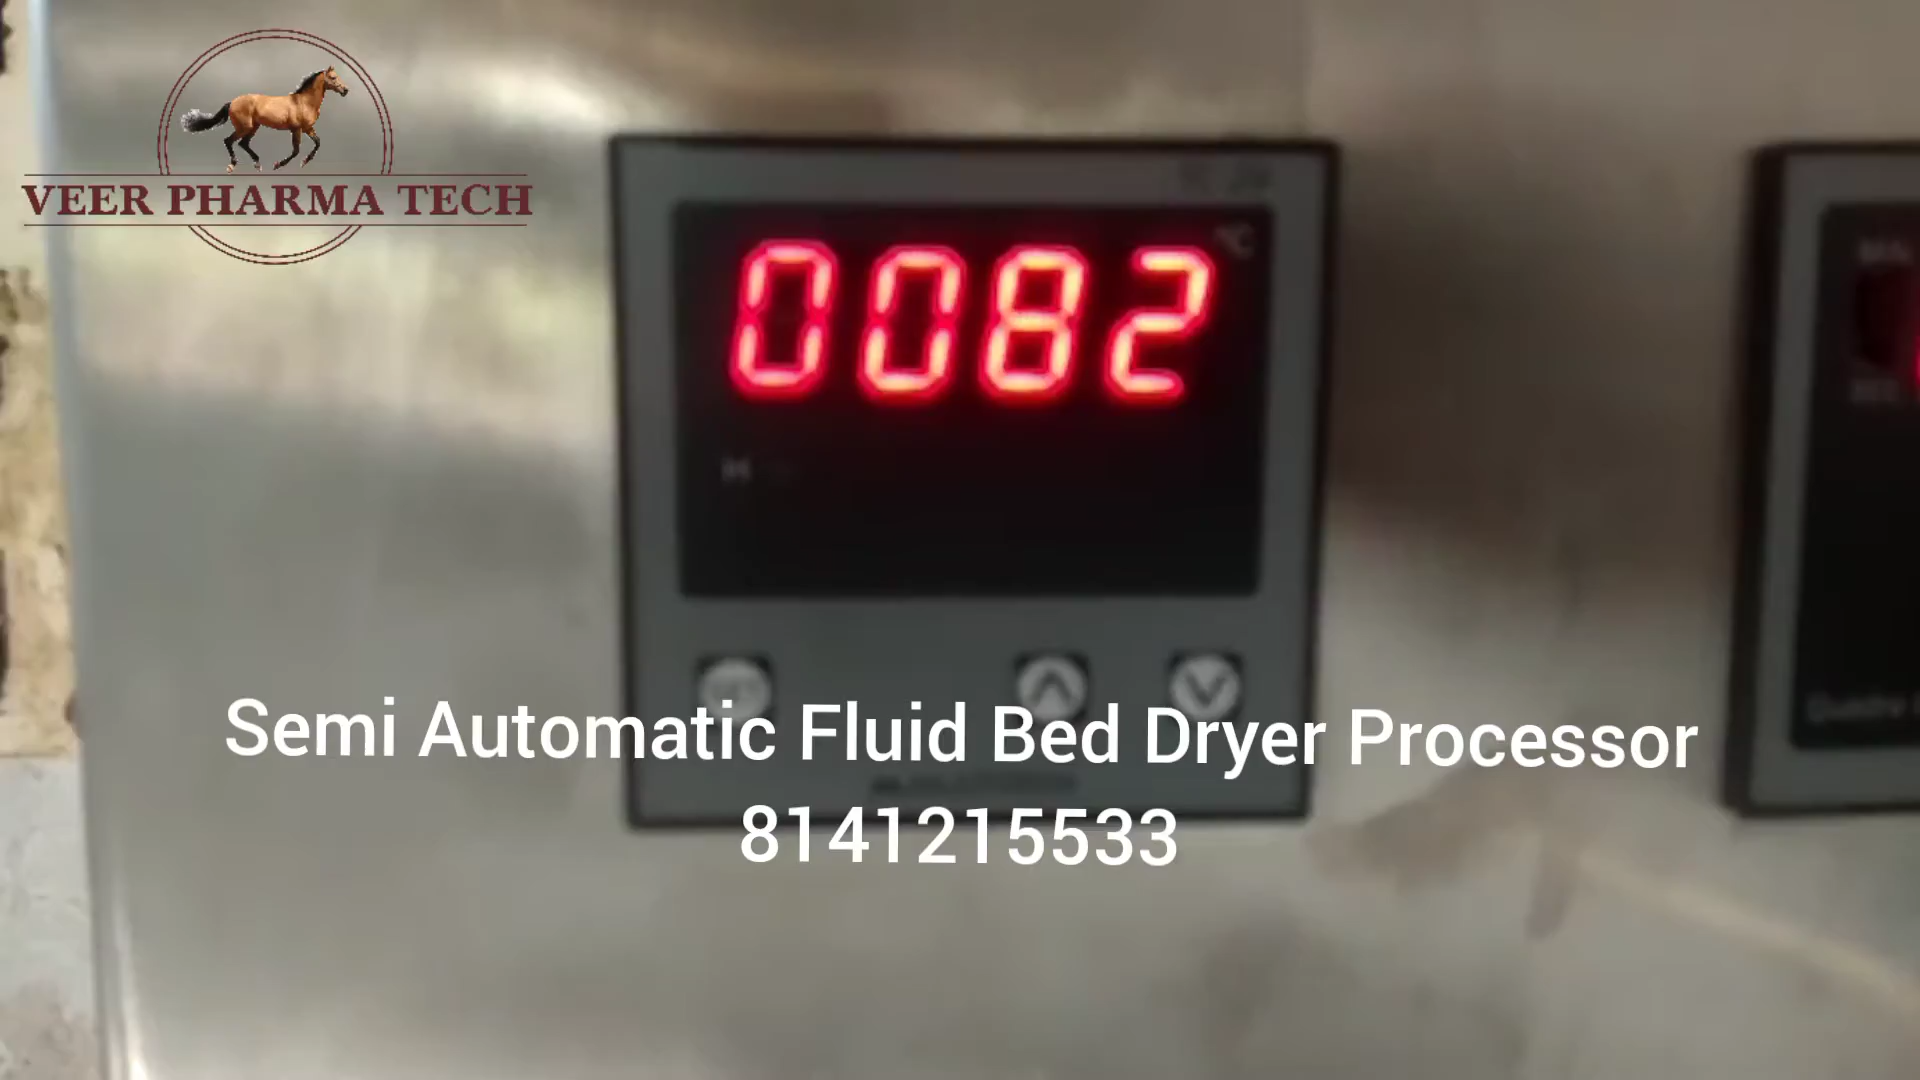 VEER PHARMA TECH
0082
°C
H
Semi Automatic Fluid Bed Dryer Processor
8141215533